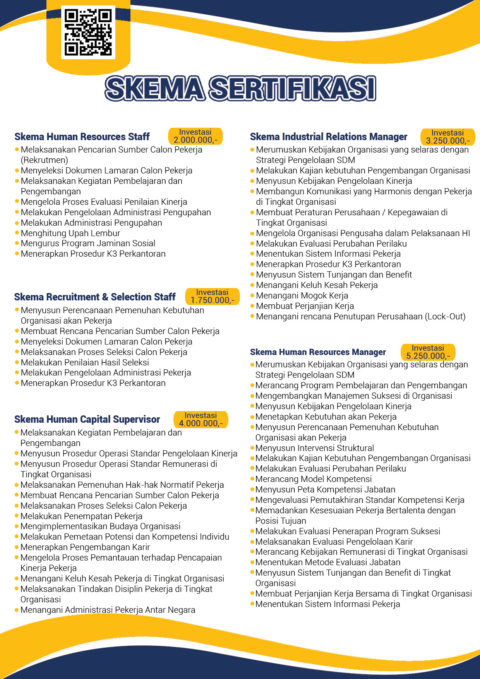 SKEMA SERTIFIKASI
Skema Human Resources Staff
Investasi
2.000.000,-
Melaksanakan Pencarian Sumber Calon Pekerja
(Rekrutmen)
Menyeleksi Dokumen Lamaran Calon Pekerja
Melaksanakan Kegiatan Pembelajaran dan
Pengembangan
Mengelola Proses Evaluasi Penilaian Kinerja
Melakukan Pengelolaan Administrasi Pengupahan
Melakukan Administrasi Pengupahan
Menghitung Upah Lembur
Mengurus Program Jaminan Sosial
Menerapkan Prosedur K3 Perkantoran
Skema Recruitment & Selection Staff
Investasi
1.750.000,-
Menyusun Perencanaan Pemenuhan Kebutuhan
Organisasi akan Pekerja
Membuat Rencana Pencarian Sumber Calon Pekerja
Menyeleksi Dokumen Lamaran Calon Pekerja
Melaksanakan Proses Seleksi Calon Pekerja
Melakukan Penilaian Hasil Seleksi
Melakukan Pengelolaan Administrasi Pekerja
Menerapkan Prosedur K3 Perkantoran
Skema Human Capital Supervisor
Investasi
4.000.000,-
Melaksanakan Kegiatan Pembelajaran dan
Pengembangan
Menyusun Prosedur Operasi Standar Pengelolaan Kinerja
Menyusun Prosedur Operasi Standar Remunerasi di
Tingkat Organisasi
Melaksanakan Pemenuhan Hak-hak Normatif Pekerja
Membuat Rencana Pencarian Sumber Calon Pekerja
Melaksanakan Proses Seleksi Calon Pekerja
Melakukan Penempatan Pekerja
Mengimplementasikan Budaya Organisasi
Melakukan Pemetaan Potensi dan Kompetensi Individu
Menerapkan Pengembangan Karir
Mengelola Proses Pemantauan terhadap Pencapaian
Kinerja Pekerja
Menangani Keluh Kesah Pekerja di Tingkat Organisasi
Melaksanakan Tindakan Disiplin Pekerja di Tingkat
Organisasi
Menangani Administrasi Pekerja Antar Negara
Skema Industrial Relations Manager
Investasi
3.250.000,-
Merumuskan Kebijakan Organisasi yang selaras dengan
Strategi Pengelolaan SDM
Melakukan Kajian kebutuhan Pengembangan Organisasi
Menyusun Kebijakan Pengelolaan Kinerja
Membangun Komunikasi yang Harmonis dengan Pekerja
di Tingkat Organisasi
Membuat Peraturan Perusahaan / Kepegawaian di
Tingkat Organisasi
Mengelola Organisasi Pengusaha dalam Pelaksanaan HI
Melakukan Evaluasi Perubahan Perilaku
Menentukan Sistem Informasi Pekerja
Menerapkan Prosedur K3 Perkantoran
Menyusun Sistem Tunjangan dan Benefit
Menangani Keluh Kesah Pekerja
Menangani Mogok Kerja
Membuat Perjanjian Kerja
Menangani rencana Penutupan Perusahaan (Lock-Out)
Skema Human Resources Manager
Investasi
5.250.000,-
Merumuskan Kebijakan Organisasi yang selaras dengan
Strategi Pengelolaan SDM
Merancang Program Pembelajaran dan Pengembangan
Mengembangkan Manajemen Suksesi di Organisasi
Menyusun Kebijakan Pengelolaan Kinerja
Menetapkan Kebutuhan akan Pekerja
Menyusun Perencanaan Pemenuhan Kebutuhan
Organisasi akan Pekerja
Menyusun Intervensi Struktural
Melakukan Kajian Kebutuhan Pengembangan Organisasi
Melakukan Evaluasi Perubahan Perilaku
Merancang Model Kompetensi
Menyusun Peta Kompetensi Jabatan
Mengevaluasi Pemutakhiran Standar Kompetensi Kerja
Memadankan Kesesuaian Pekerja Bertalenta dengan
Posisi Tujuan
Melakukan Evaluasi Penerapan Program Suksesi
Melaksanakan Evaluasi Pengelolaan Karir
Merancang Kebijakan Remunerasi di Tingkat Organisasi
Menentukan Metode Evaluasi Jabatan
Menyusun Sistem Tunjangan dan Benefit di Tingkat
Organisasi
Membuat Perjanjian Kerja Bersama di Tingkat Organisasi
Menentukan Sistem Informasi Pekerja